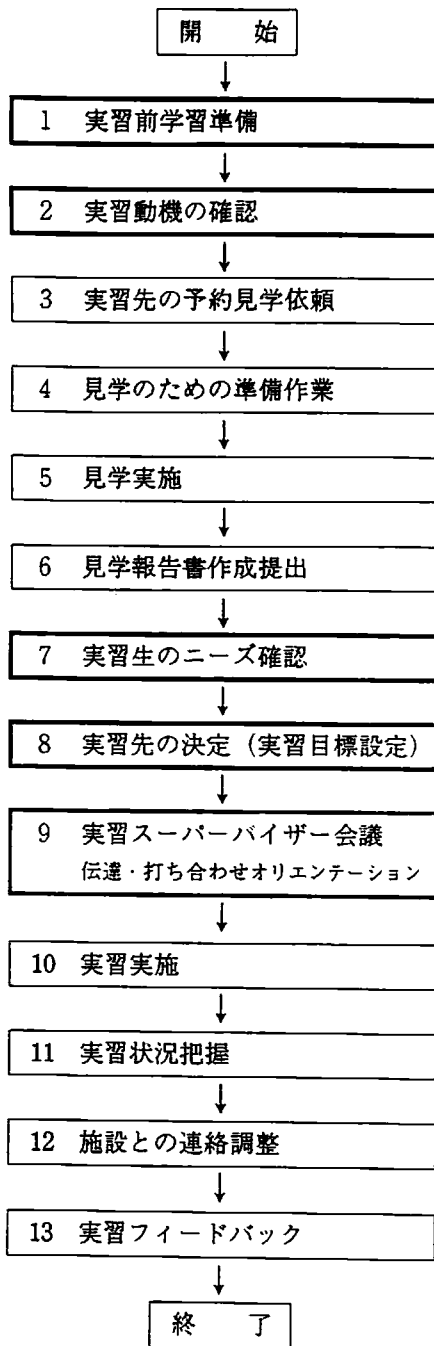 開　始
1　実習前学習準備
2　実習動機の確認
3　実習先の予約見学依頼
4　見学のための準備作業
5　見学実施
6　見学報告書作成提出
7　実習生のニーズ確認
8　実習先の決定（実習目標設定）
9　実習スーパーバイザー会議
伝達・打ち合わせオリエンテーション
10　実習実施
11　実習状況把握
12　施設との連絡調整
13　実習フィードバック
終　了